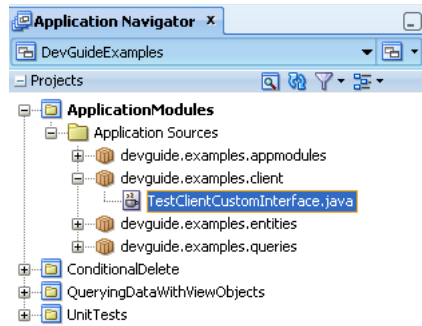 Application Navigator x
DevGuideExamples
Projects
ApplicationModules
Application Sources
devguide.examples.appmodules
devguide.examples.client
TestClientCustomInterface.java
devguide.examples.entities
devguide.examples.queries
ConditionalDelete
QueryingDataWithViewObjects
UnitTests